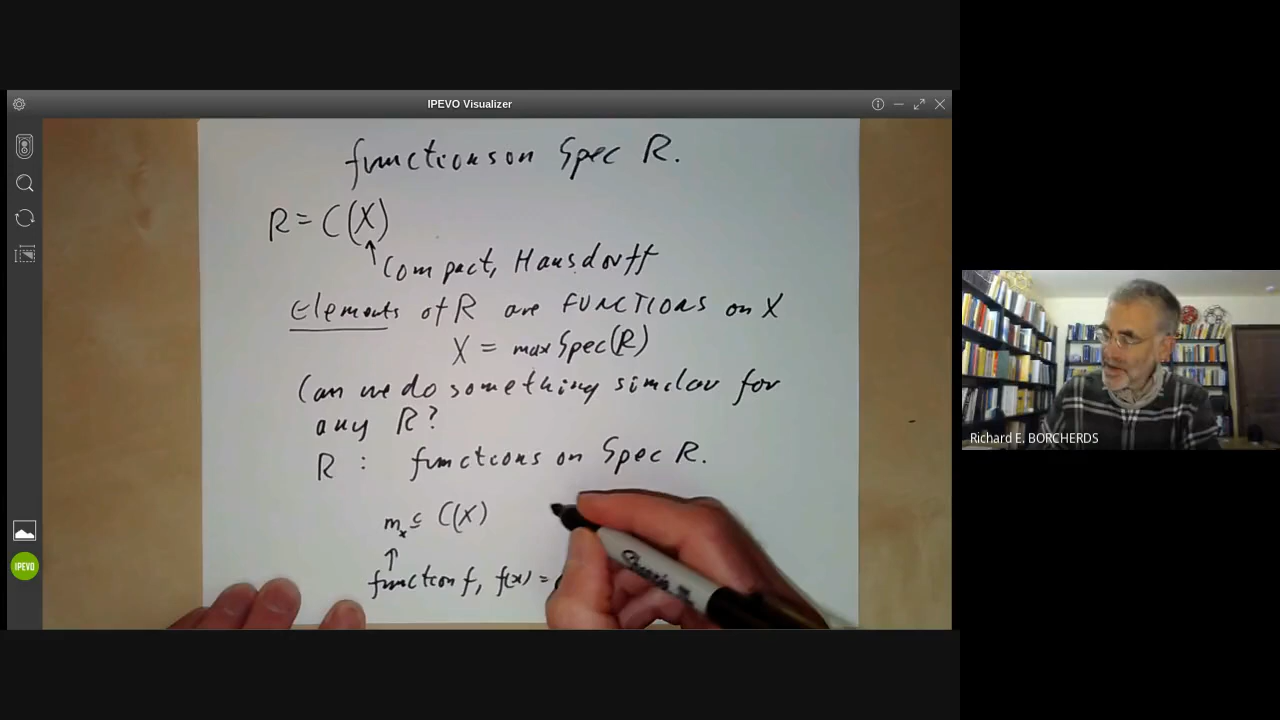 IPEVO Visualizer
functions on Spec R.
R = C(X)
↑ Compact, Hausdorff
Elements of R are FUNCTIONS on X
X = max Spec(R)
Can we do something similar for
any R?
R : functions on Spec R.
mₓ ⊆ C(X)
↑
function f, f(x) =
IPEVO
Richard E. BORCHERDS